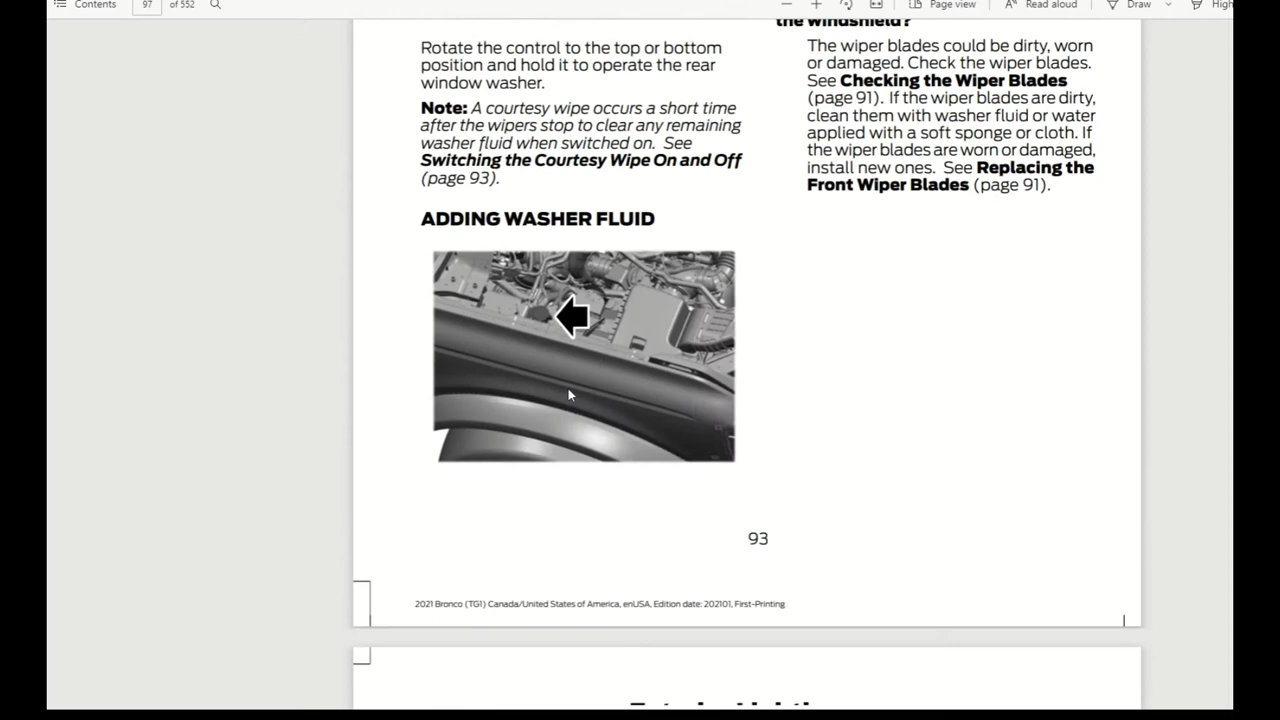 Contents
97
of 552
Page view
Read aloud
Draw
High
Rotate the control to the top or bottom
position and hold it to operate the rear
window washer.
Note: A courtesy wipe occurs a short time
after the wipers stop to clear any remaining
washer fluid when switched on. See
Switching the Courtesy Wipe On and Off
(page 93).
ADDING WASHER FLUID
the windshield?
The wiper blades could be dirty, worn
or damaged. Check the wiper blades.
See Checking the Wiper Blades
(page 91). If the wiper blades are dirty,
clean them with washer fluid or water
applied with a soft sponge or cloth. If
the wiper blades are worn or damaged,
install new ones. See Replacing the
Front Wiper Blades (page 91).
93
2021 Bronco (TG1) Canada/United States of America, enUSA, Edition date: 202101, First-Printing